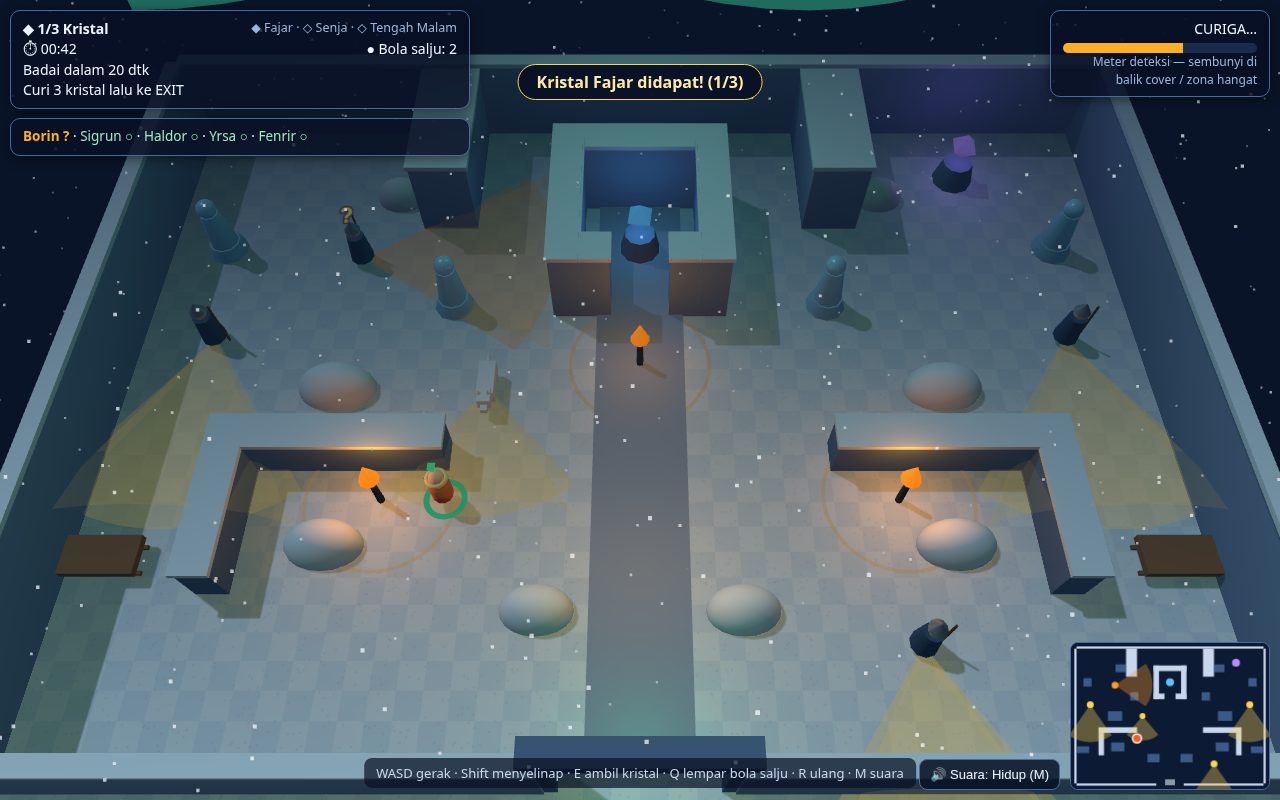 ◆ 1/3 Kristal
◆ Fajar · ◇ Senja · ◇ Tengah Malam
⏱ 00:42
● Bola salju: 2
Badai dalam 20 dtk
Curi 3 kristal lalu ke EXIT
Borin ? · Sigrun ○ · Haldor ○ · Yrsa ○ · Fenrir ○
Kristal Fajar didapat! (1/3)
CURIGA...
Meter deteksi — sembunyi di
balik cover / zona hangat
?
WASD gerak · Shift menyelinap · E ambil kristal · Q lempar bola salju · R ulang · M suara
🔊 Suara: Hidup (M)